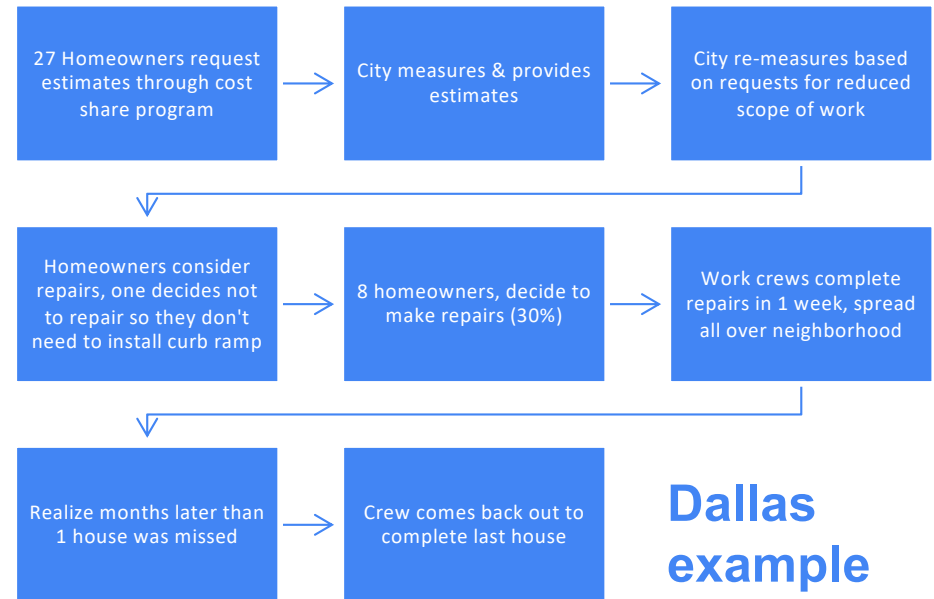 27 Homeowners request
estimates through cost
share program
City measures & provides
estimates
City re-measures based
on requests for reduced
scope of work
Homeowners consider
repairs, one decides not
to repair so they don't
need to install curb ramp
8 homeowners, decide to
make repairs (30%)
Work crews complete
repairs in 1 week, spread
all over neighborhood
Realize months later than
1 house was missed
Crew comes back out to
complete last house
Dallas
example